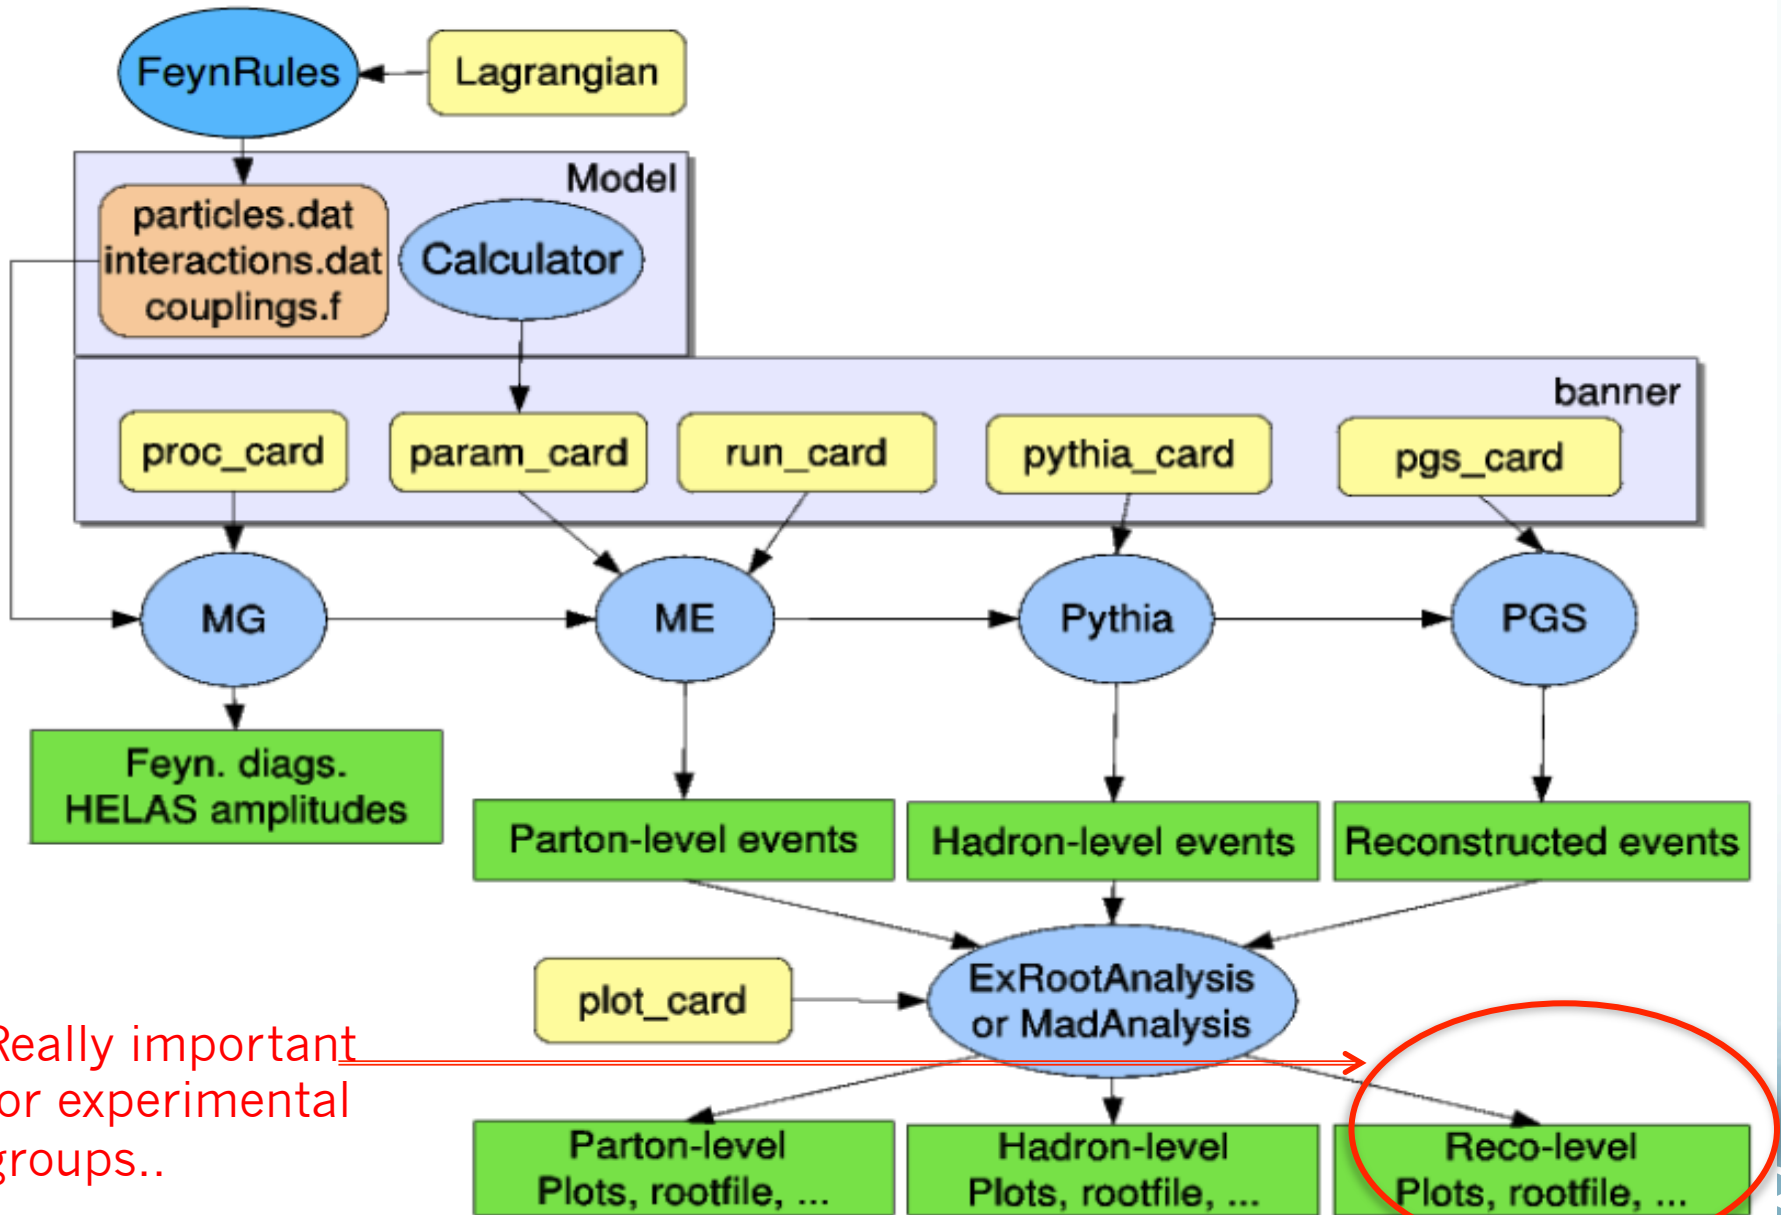 FeynRules
Lagrangian
Model
particles.dat
interactions.dat
couplings.f
Calculator
banner
proc_card
param_card
run_card
pythia_card
pgs_card
MG
ME
Pythia
PGS
Feyn. diags.
HELAS amplitudes
Parton-level events
Hadron-level events
Reconstructed events
plot_card
ExRootAnalysis
or MadAnalysis
Really important
or experimental
groups..
Parton-level
Plots, rootfile, ...
Hadron-level
Plots, rootfile, ...
Reco-level
Plots, rootfile, ...